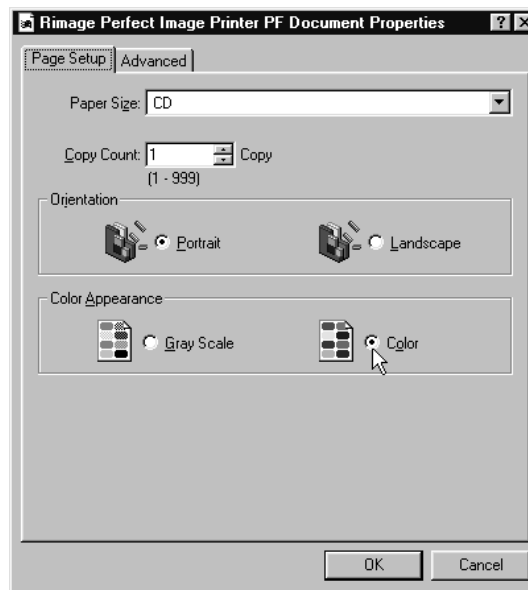 Rimage Perfect Image Printer PF Document Properties
Page Setup Advanced
Paper Size: CD
Copy Count: 1 Copy
(1 - 999)
Orientation
Portrait Landscape
Color Appearance
Gray Scale Color
OK Cancel